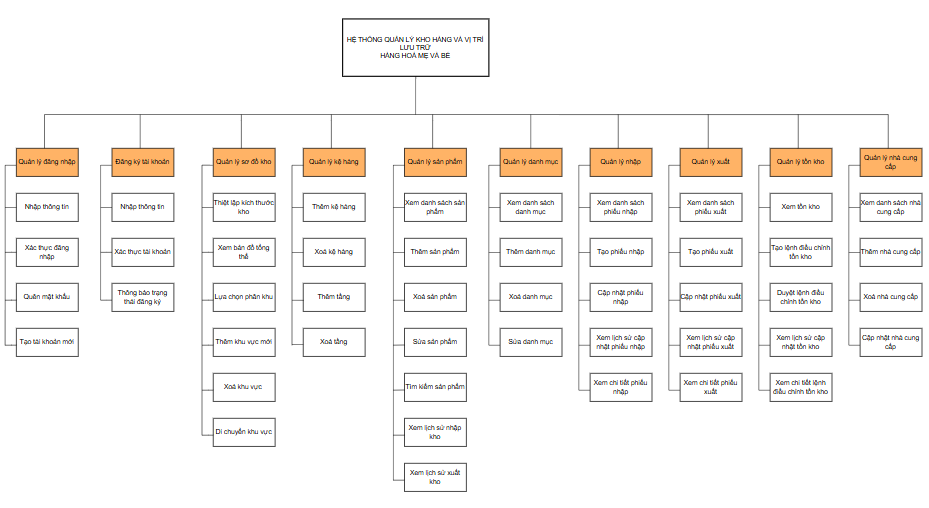 HỆ THỐNG QUẢN LÝ KHO HÀNG VÀ VỊ TRÍ
LƯU TRỮ
HÀNG HOÁ MẸ VÀ BÉ
Quản lý đăng nhập
Nhập thông tin
Xác thực đăng
nhập
Quên mật khẩu
Tạo tài khoản mới
Đăng ký tài khoản
Nhập thông tin
Xác thực tài khoản
Thông báo trạng
thái đăng ký
Quản lý sơ đồ kho
Thiết lập kích thước
kho
Xem bản đồ tổng
thể
Lựa chọn phân khu
Thêm khu vực mới
Xoá khu vực
Di chuyển khu vực
Quản lý kệ hàng
Thêm kệ hàng
Xoá kệ hàng
Thêm tầng
Xoá tầng
Quản lý sản phẩm
Xem danh sách sản
phẩm
Thêm sản phẩm
Xoá sản phẩm
Sửa sản phẩm
Tìm kiếm sản phẩm
Xem lịch sử nhập
kho
Xem lịch sử xuất
kho
Quản lý danh mục
Xem danh sách
danh mục
Thêm danh mục
Xoá danh mục
Sửa danh mục
Quản lý nhập
Xem danh sách
phiếu nhập
Tạo phiếu nhập
Cập nhật phiếu
nhập
Xem lịch sử cập
nhật phiếu nhập
Xem chi tiết phiếu
nhập
Quản lý xuất
Xem danh sách
phiếu xuất
Tạo phiếu xuất
Cập nhật phiếu xuất
Xem lịch sử cập
nhật phiếu xuất
Xem chi tiết phiếu
xuất
Quản lý tồn kho
Xem tồn kho
Tạo lệnh điều chỉnh
tồn kho
Duyệt lệnh điều
chỉnh tồn kho
Xem lịch sử cập
nhật tồn kho
Xem chi tiết lệnh
điều chỉnh tồn kho
Quản lý nhà cung
cấp
Xem danh sách nhà
cung cấp
Thêm nhà cung cấp
Xoá nhà cung cấp
Cập nhật nhà cung
cấp